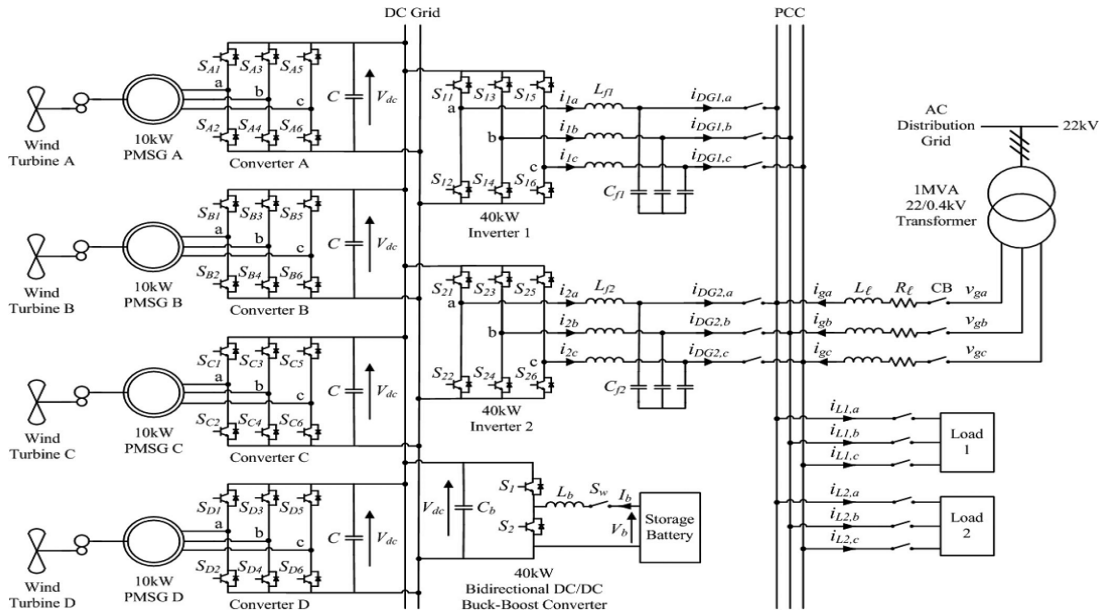 DC Grid
PCC
Wind
Turbine A
10kW
PMSG A
S_A1
S_A3
S_A5
a
b
c
S_A2
S_A4
S_A6
Converter A
C
V_dc
Wind
Turbine B
10kW
PMSG B
S_B1
S_B3
S_B5
a
b
c
S_B2
S_B4
S_B6
Converter B
C
V_dc
Wind
Turbine C
10kW
PMSG C
S_C1
S_C3
S_C5
a
b
c
S_C2
S_C4
S_C6
Converter C
C
V_dc
Wind
Turbine D
10kW
PMSG D
S_D1
S_D3
S_D5
a
b
c
S_D2
S_D4
S_D6
Converter D
C
V_dc
S_11
S_13
S_15
a
b
c
S_12
S_14
S_16
40kW
Inverter 1
i_1a
i_1b
i_1c
L_f1
C_f1
i_DG1,a
i_DG1,b
i_DG1,c
S_21
S_23
S_25
a
b
c
S_22
S_24
S_26
40kW
Inverter 2
i_2a
i_2b
i_2c
L_f2
C_f2
i_DG2,a
i_DG2,b
i_DG2,c
V_dc
C_b
S_1
S_2
L_b
S_w
I_b
V_b
Storage
Battery
40kW
Bidirectional DC/DC
Buck-Boost Converter
AC
Distribution
Grid
22kV
1MVA
22/0.4kV
Transformer
i_ga
i_gb
i_gc
L_ℓ
R_ℓ
CB
v_ga
v_gb
v_gc
i_L1,a
i_L1,b
i_L1,c
Load
1
i_L2,a
i_L2,b
i_L2,c
Load
2